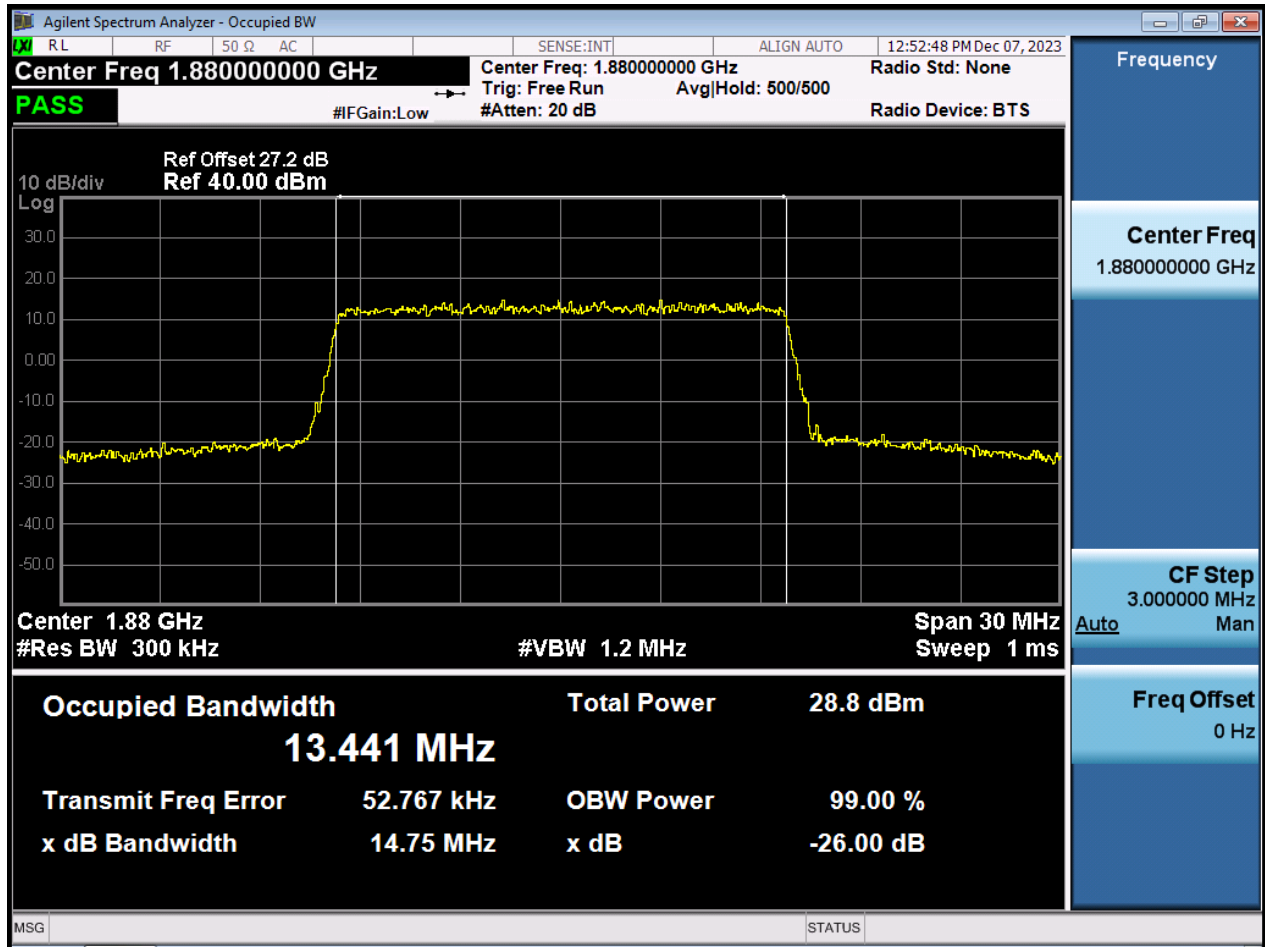 Agilent Spectrum Analyzer - Occupied BW
LXI RL RF 50 Ω AC SENSE:INT ALIGN AUTO 12:52:48 PM Dec 07, 2023
Center Freq 1.880000000 GHz
Center Freq: 1.880000000 GHz
Radio Std: None
Trig: Free Run Avg|Hold: 500/500
PASS
#IFGain:Low
#Atten: 20 dB
Radio Device: BTS
Ref Offset 27.2 dB
10 dB/div Ref 40.00 dBm
Log
30.0
20.0
10.0
0.00
-10.0
-20.0
-30.0
-40.0
-50.0
Center 1.88 GHz Span 30 MHz
#Res BW 300 kHz #VBW 1.2 MHz Sweep 1 ms
Occupied Bandwidth Total Power 28.8 dBm
13.441 MHz
Transmit Freq Error 52.767 kHz OBW Power 99.00 %
x dB Bandwidth 14.75 MHz x dB -26.00 dB
MSG STATUS
Frequency
Center Freq
1.880000000 GHz
CF Step
3.000000 MHz
Auto Man
Freq Offset
0 Hz